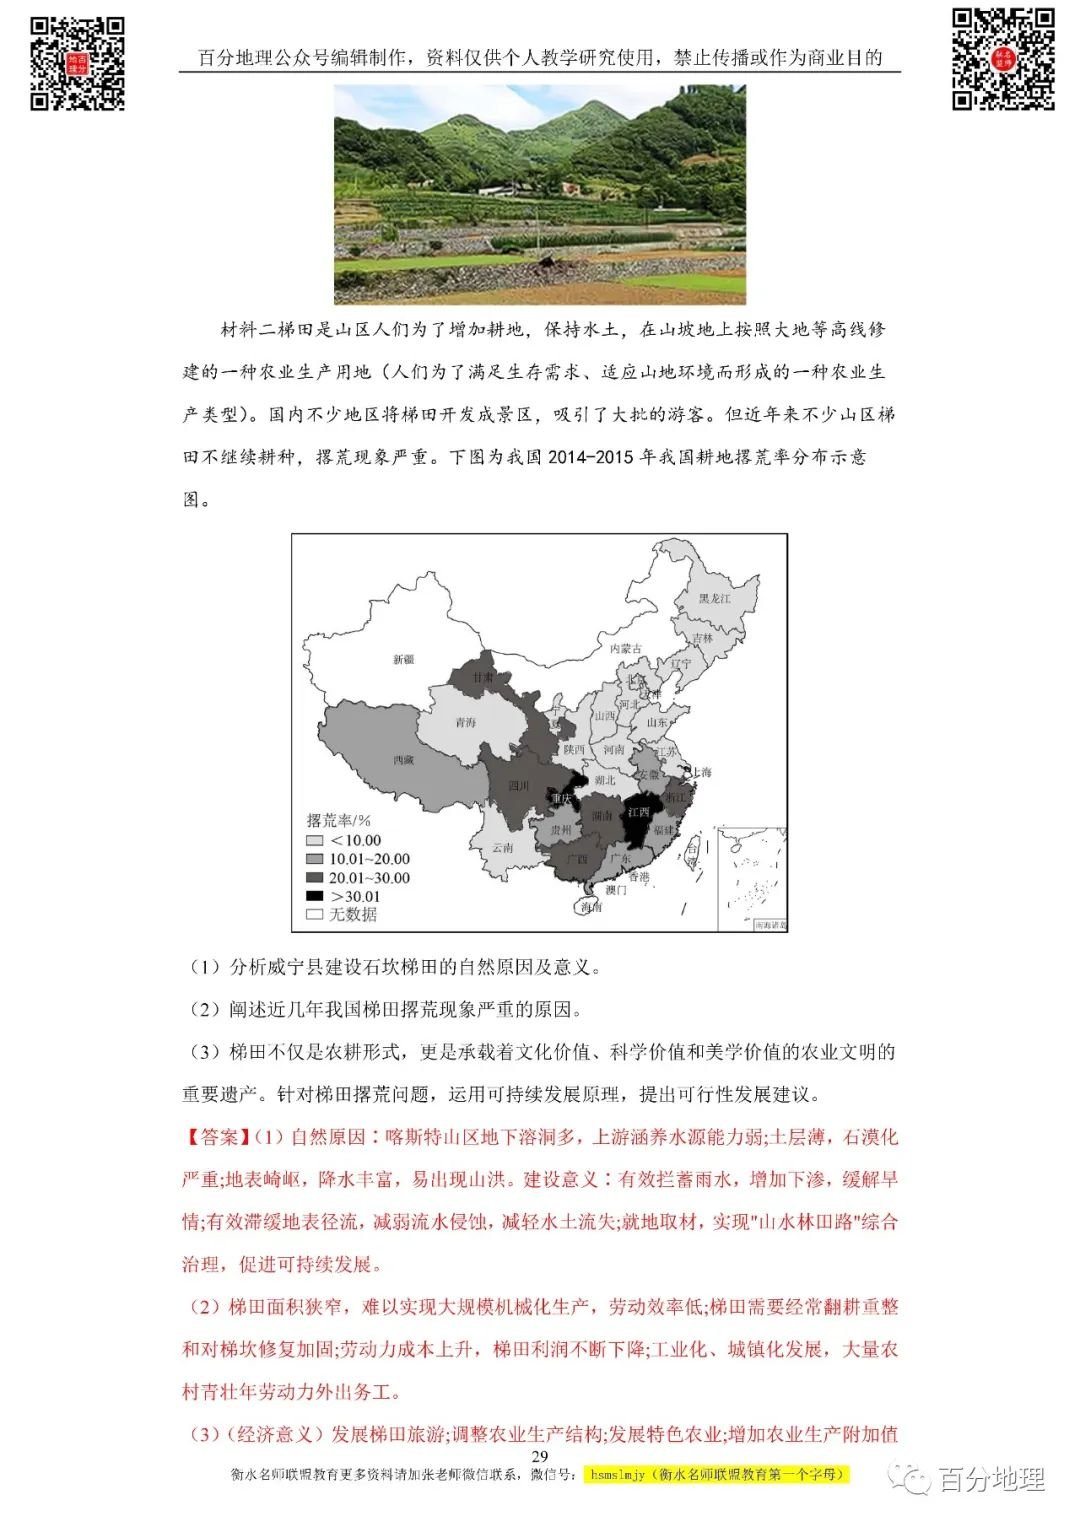 百分地理公众号编辑制作，资料仅供个人教学研究使用，禁止传播或作为商业目的
材料二梯田是山区人们为了增加耕地，保持水土，在山坡地上按照大地等高线修
建的一种农业生产用地（人们为了满足生存需求、适应山地环境而形成的一种农业生
产类型）。国内不少地区将梯田开发成景区，吸引了大批的游客。但近年来不少山区梯
田不继续耕种，撂荒现象严重。下图为我国2014-2015年我国耕地撂荒率分布示意
图。
黑龙江
吉林
辽宁
内蒙古
新疆
甘肃
北京
天津
河北
山西
山东
宁夏
青海
陕西
河南
江苏
西藏
安徽
上海
四川
湖北
重庆
浙江
湖南
江西
贵州
福建
云南
广西
广东
台湾
香港
澳门
海南
南海诸岛
撂荒率/%
＜10.00
10.01~20.00
20.01~30.00
＞30.01
无数据
（1）分析威宁县建设石坎梯田的自然原因及意义。
（2）阐述近几年我国梯田撂荒现象严重的原因。
（3）梯田不仅是农耕形式，更是承载着文化价值、科学价值和美学价值的农业文明的
重要遗产。针对梯田撂荒问题，运用可持续发展原理，提出可行性发展建议。
【答案】（1）自然原因：喀斯特山区地下溶洞多，上游涵养水源能力弱;土层薄，石漠化
严重;地表崎岖，降水丰富，易出现山洪。建设意义：有效拦蓄雨水，增加下渗，缓解旱
情;有效滞缓地表径流，减弱流水侵蚀，减轻水土流失;就地取材，实现"山水林田路"综合
治理，促进可持续发展。
（2）梯田面积狭窄，难以实现大规模机械化生产，劳动效率低;梯田需要经常翻耕重整
和对梯坎修复加固;劳动力成本上升，梯田利润不断下降;工业化、城镇化发展，大量农
村青壮年劳动力外出务工。
（3）（经济意义）发展梯田旅游;调整农业生产结构;发展特色农业;增加农业生产附加值
29
衡水名师联盟教育更多资料请加张老师微信联系，微信号： hsmslmjy（衡水名师联盟教育第一个字母）
百分地理